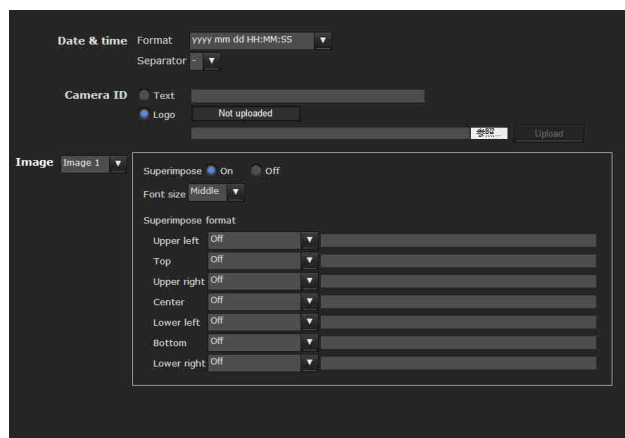 Date & time Format yyyy mm dd HH:MM:SS
Separator -
Camera ID Text
Logo Not uploaded
参照... Upload
Image Image 1
Superimpose On Off
Font size Middle
Superimpose format
Upper left Off
Top Off
Upper right Off
Center Off
Lower left Off
Bottom Off
Lower right Off